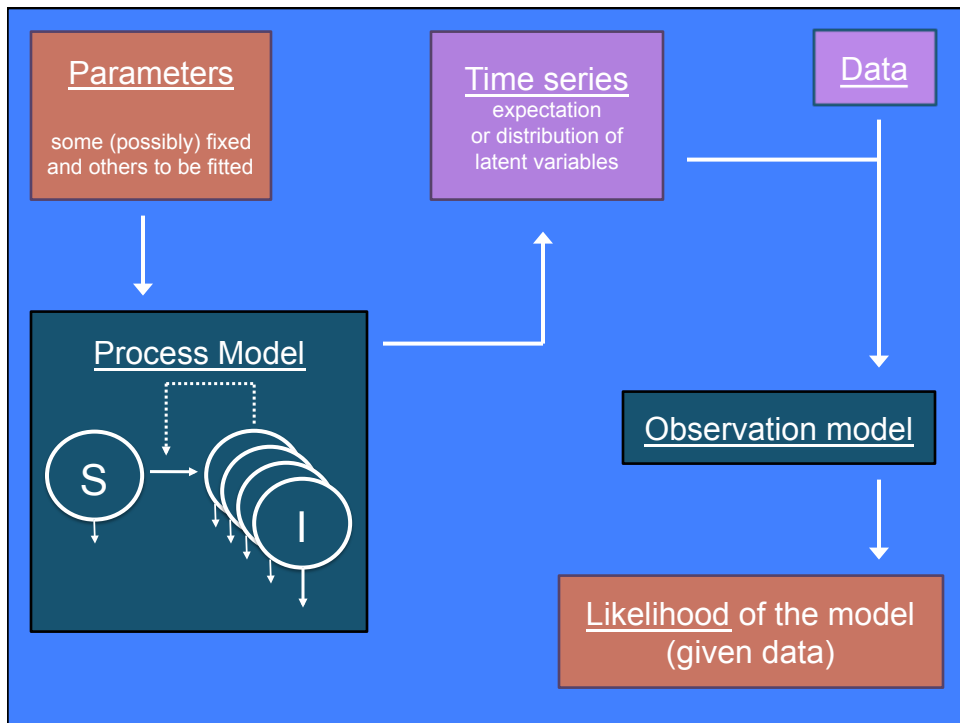 Parameters
some (possibly) fixed
and others to be fitted
Time series
expectation
or distribution of
latent variables
Data
Process Model
S
I
Observation model
Likelihood of the model
(given data)